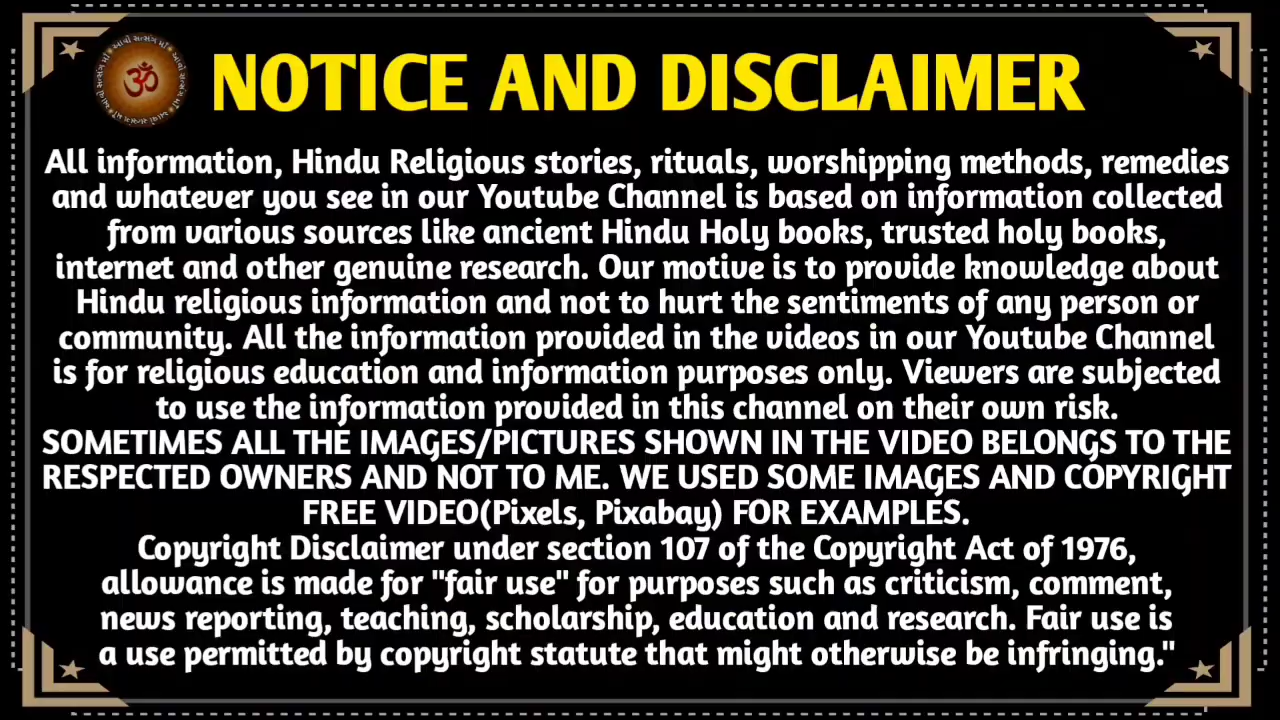 આવો સત્સંગ માં આવો સત્સંગ માં આવો સત્સંગ માં
ૐ
NOTICE AND DISCLAIMER
All information, Hindu Religious stories, rituals, worshipping methods, remedies
and whatever you see in our Youtube Channel is based on information collected
from various sources like ancient Hindu Holy books, trusted holy books,
internet and other genuine research. Our motive is to provide knowledge about
Hindu religious information and not to hurt the sentiments of any person or
community. All the information provided in the videos in our Youtube Channel
is for religious education and information purposes only. Viewers are subjected
to use the information provided in this channel on their own risk.
SOMETIMES ALL THE IMAGES/PICTURES SHOWN IN THE VIDEO BELONGS TO THE
RESPECTED OWNERS AND NOT TO ME. WE USED SOME IMAGES AND COPYRIGHT
FREE VIDEO(Pixels, Pixabay) FOR EXAMPLES.
Copyright Disclaimer under section 107 of the Copyright Act of 1976,
allowance is made for "fair use" for purposes such as criticism, comment,
news reporting, teaching, scholarship, education and research. Fair use is
a use permitted by copyright statute that might otherwise be infringing."